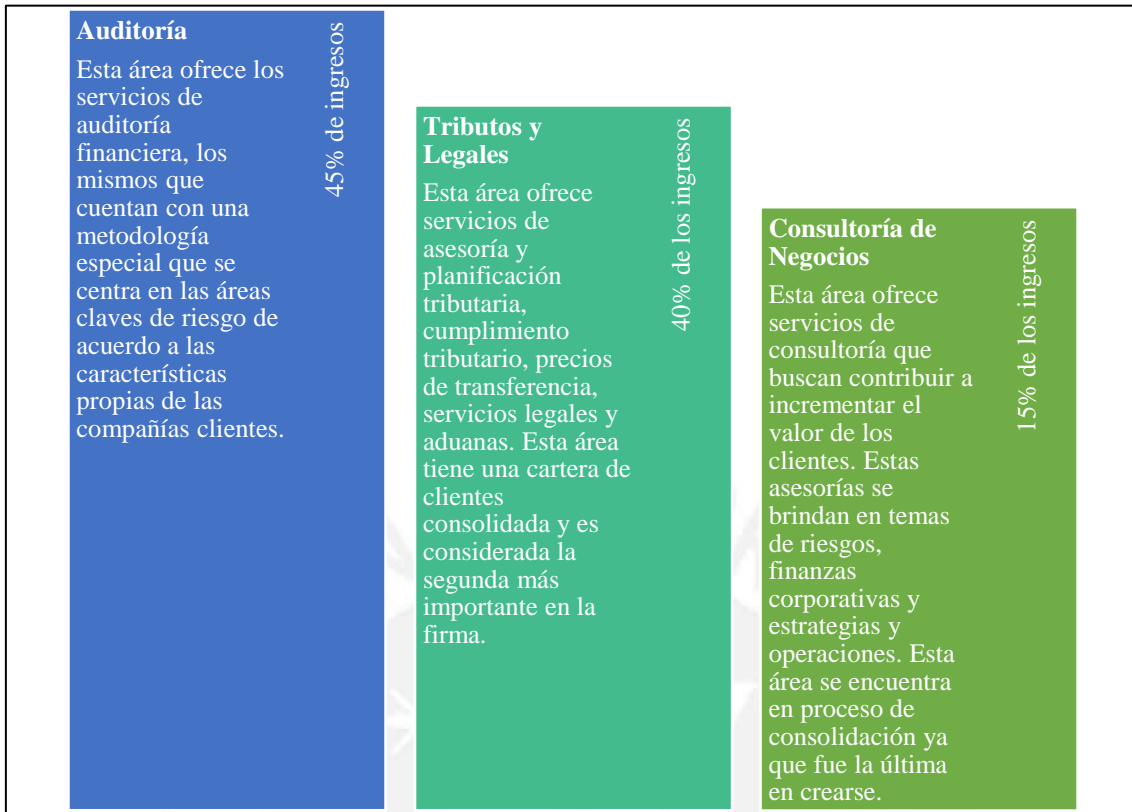 Auditoría
Esta área ofrece los
servicios de
auditoría
financiera, los
mismos que
cuentan con una
metodología
especial que se
centra en las áreas
claves de riesgo de
acuerdo a las
características
propias de las
compañías clientes.
45% de ingresos
Tributos y
Legales
Esta área ofrece
servicios de
asesoría y
planificación
tributaria,
cumplimiento
tributario, precios
de transferencia,
servicios legales y
aduanas. Esta área
tiene una cartera de
clientes
consolidada y es
considerada la
segunda más
importante en la
firma.
40% de los ingresos
Consultoría de
Negocios
Esta área ofrece
servicios de
consultoría que
buscan contribuir a
incrementar el
valor de los
clientes. Estas
asesorías se
brindan en temas
de riesgos,
finanzas
corporativas y
estrategias y
operaciones. Esta
área se encuentra
en proceso de
consolidación ya
que fue la última
en crearse.
15% de los ingresos